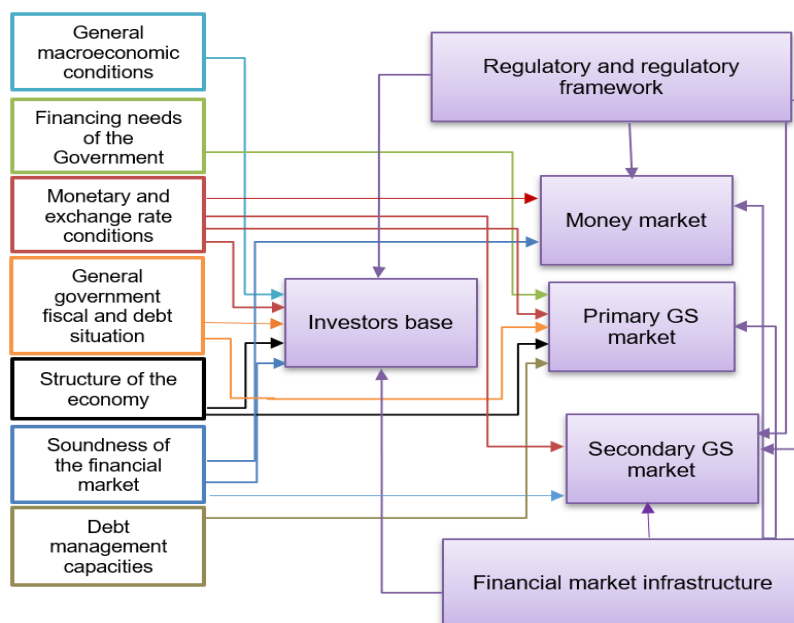 General
macroeconomic
conditions
Financing needs
of the
Government
Monetary and
exchange rate
conditions
General
government
fiscal and debt
situation
Structure of the
economy
Soundness of
the financial
market
Debt
management
capacities
Investors base
Regulatory and regulatory
framework
Money market
Primary GS
market
Secondary GS
market
Financial market infrastructure